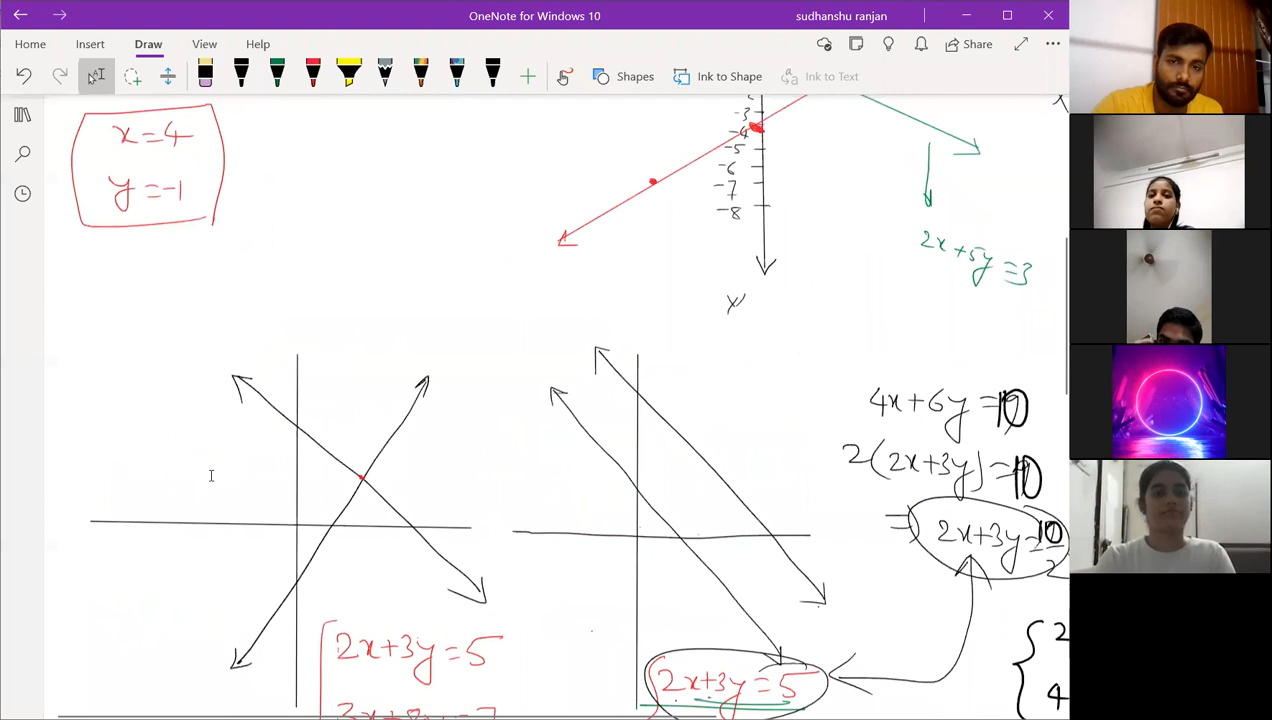 OneNote for Windows 10
sudhanshu ranjan
Home Insert Draw View Help
Share
Shapes
Ink to Shape
Ink to Text
x=4
y=-1
-3
-4
-5
-6
-7
-8
2x+5y=3
4x+6y=10
2(2x+3y)=10
⇒ 2x+3y=10
2
2x+3y=5
2x+3y=5
2
4